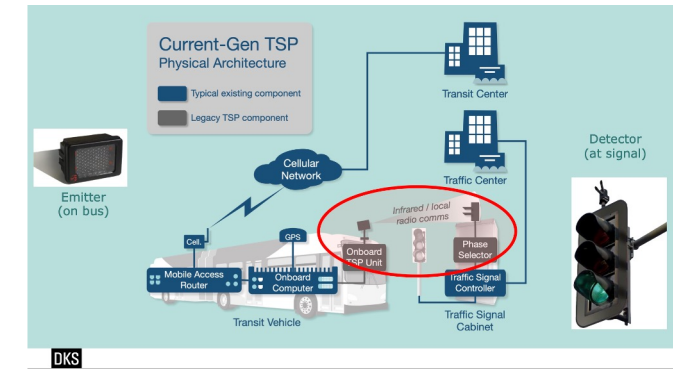 Current-Gen TSP
Physical Architecture
Typical existing component
Legacy TSP component
Transit Center
Emitter
(on bus)
Detector
(at signal)
Cellular
Network
Traffic Center
Infrared / local
radio comms
Cell.
GPS
Onboard
TSP Unit
Phase
Selector
Mobile Access
Router
Onboard
Computer
Traffic Signal
Controller
Transit Vehicle
Traffic Signal
Cabinet
DKS